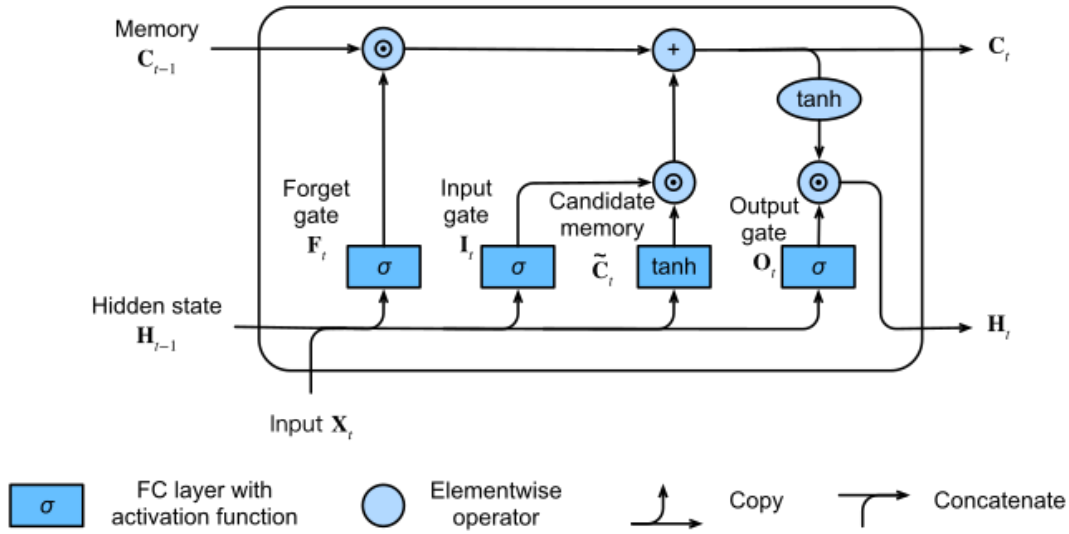 Memory
C_{t−1}
⊙
+
C_t
tanh
Forget
gate
F_t
Input
gate
I_t
⊙
Candidate
memory
C̃_t
Output
gate
O_t
⊙
σ
σ
tanh
σ
Hidden state
H_{t−1}
H_t
Input X_t
σ
FC layer with
activation function
Elementwise
operator
Copy
Concatenate